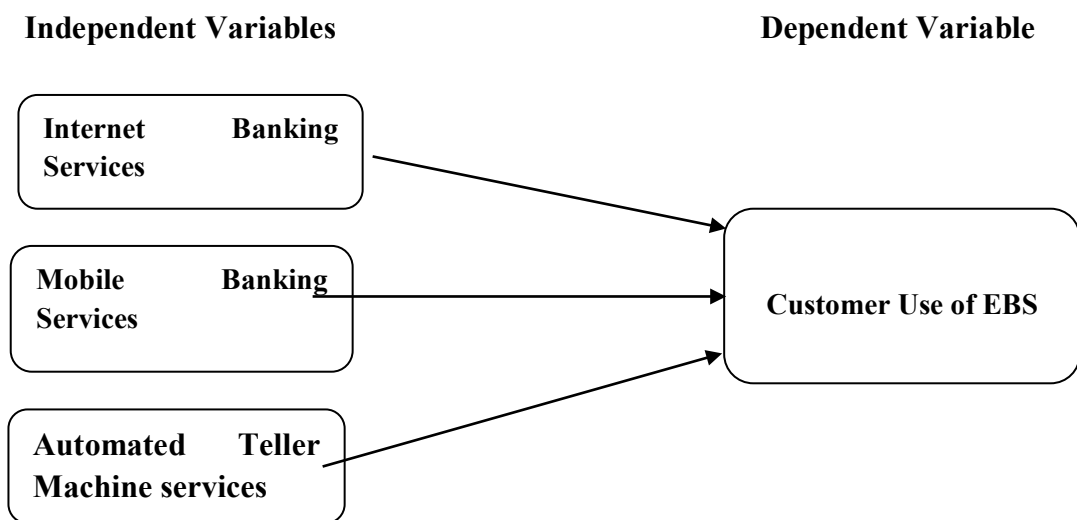 Independent Variables
Dependent Variable
Internet Banking
Services
Mobile Banking
Services
Customer Use of EBS
Automated Teller
Machine services